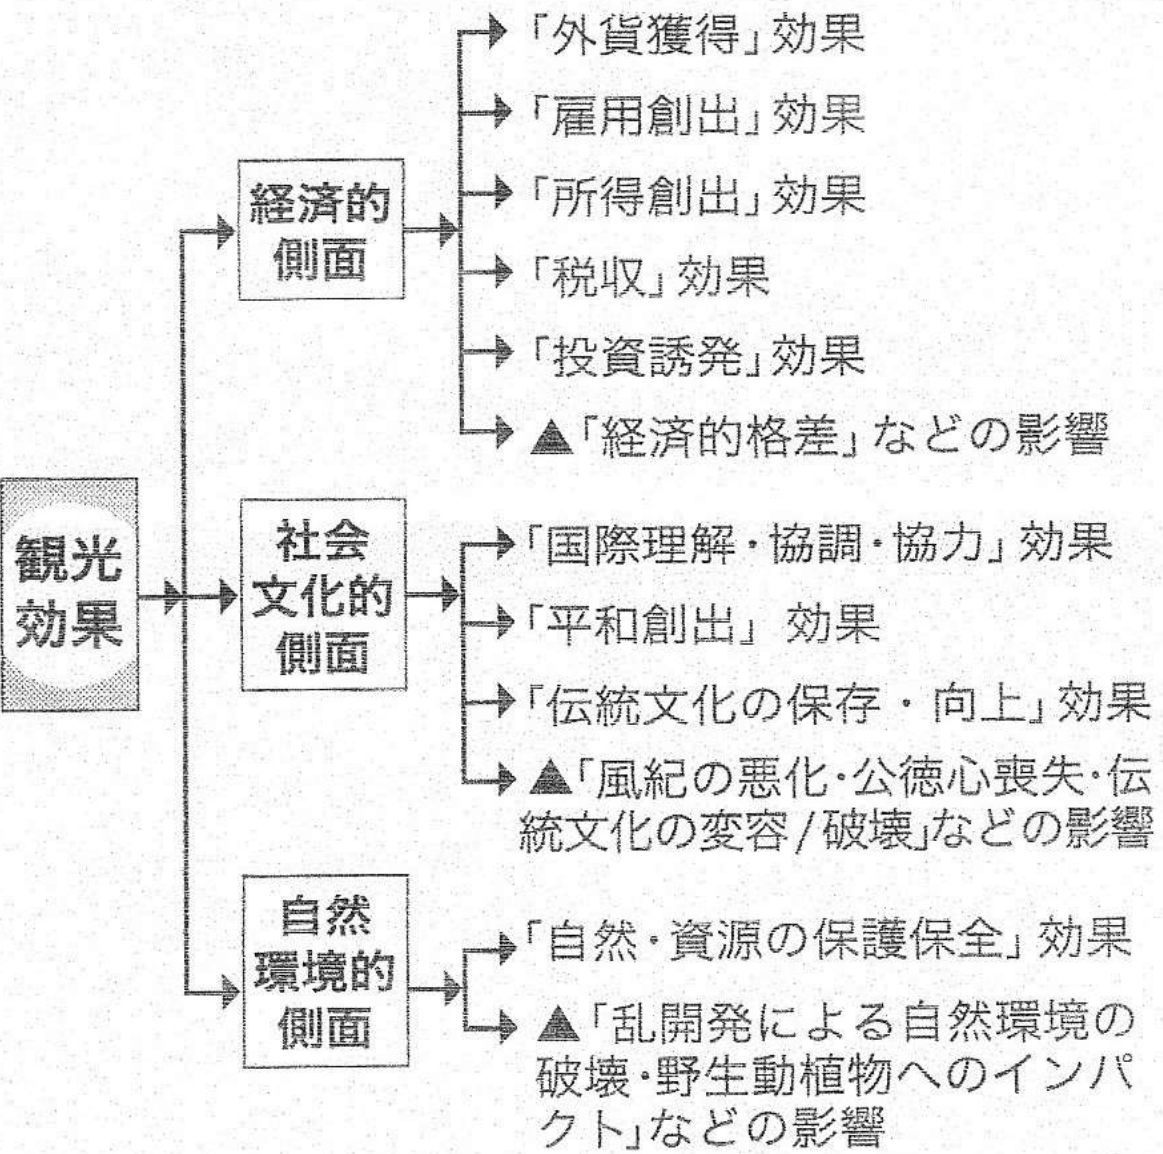 観光
効果
経済的
側面
「外貨獲得」効果
「雇用創出」効果
「所得創出」効果
「税収」効果
「投資誘発」効果
▲「経済的格差」などの影響
社会
文化的
側面
「国際理解・協調・協力」効果
「平和創出」効果
「伝統文化の保存・向上」効果
▲「風紀の悪化・公徳心喪失・伝
統文化の変容/破壊」などの影響
自然
環境的
側面
「自然・資源の保護保全」効果
▲「乱開発による自然環境の
破壊・野生動植物へのインパ
クト」などの影響